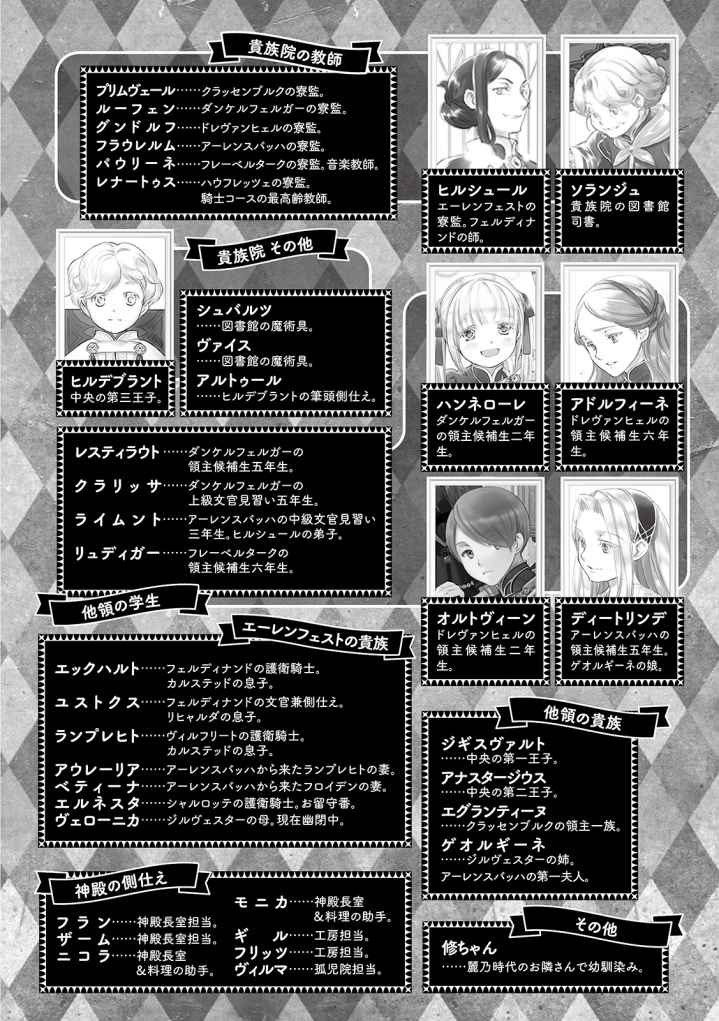 貴族院の教師
プリムヴェール……クラッセンブルクの寮監。
ルーフェン……ダンケルフェルガーの寮監。
グンドルフ……ドレヴァンヒェルの寮監。
フラウレルム……アーレンスバッハの寮監。
パウリーネ……フレーベルタークの寮監。音楽教師。
レナートゥス……ハウフレッツェの寮監。
騎士コースの最高齢教師。
ヒルシュール
エーレンフェストの
寮監。フェルディナ
ンドの師。
ソランジュ
貴族院の図書館
司書。
貴族院 その他
ヒルデブラント
中央の第三王子。
シュバルツ
……図書館の魔術具。
ヴァイス
……図書館の魔術具。
アルトゥール
……ヒルデブラントの筆頭側仕え。
ハンネローレ
ダンケルフェルガー
の領主候補生二年
生。
アドルフィーネ
ドレヴァンヒェルの
領主候補生六年
生。
レスティラウト……ダンケルフェルガーの
領主候補生五年生。
クラリッサ……ダンケルフェルガーの
上級文官見習い五年生。
ライムント……アーレンスバッハの中級文官見習い
三年生。ヒルシュールの弟子。
リュディガー……フレーベルタークの
領主候補生六年生。
オルトヴィーン
ドレヴァンヒェルの
領主候補生二年
生。
ディートリンデ
アーレンスバッハの
領主候補生五年生。
ゲオルギーネの娘。
他領の学生
エーレンフェストの貴族
エックハルト……フェルディナンドの護衛騎士。
カルステッドの息子。
ユストクス……フェルディナンドの文官兼側仕え。
リヒャルダの息子。
ランプレヒト……ヴィルフリートの護衛騎士。
カルステッドの息子。
アウレーリア……アーレンスバッハから来たランプレヒトの妻。
ベティーナ……アーレンスバッハから来たフロイデンの妻。
エルネスタ……シャルロッテの護衛騎士。お留守番。
ヴェローニカ……ジルヴェスターの母。現在幽閉中。
他領の貴族
ジギスヴァルト
……中央の第一王子。
アナスタージウス
……中央の第二王子。
エグランティーヌ
……クラッセンブルクの領主一族。
ゲオルギーネ
……ジルヴェスターの姉。
アーレンスバッハの第一夫人。
神殿の側仕え
フラン……神殿長室担当。
ザーム……神殿長室担当。
ニコラ……神殿長室
&料理の助手。
モニカ……神殿長室
&料理の助手。
ギル……工房担当。
フリッツ……工房担当。
ヴィルマ……孤児院担当。
その他
修ちゃん
……麗乃時代のお隣さんで幼馴染み。